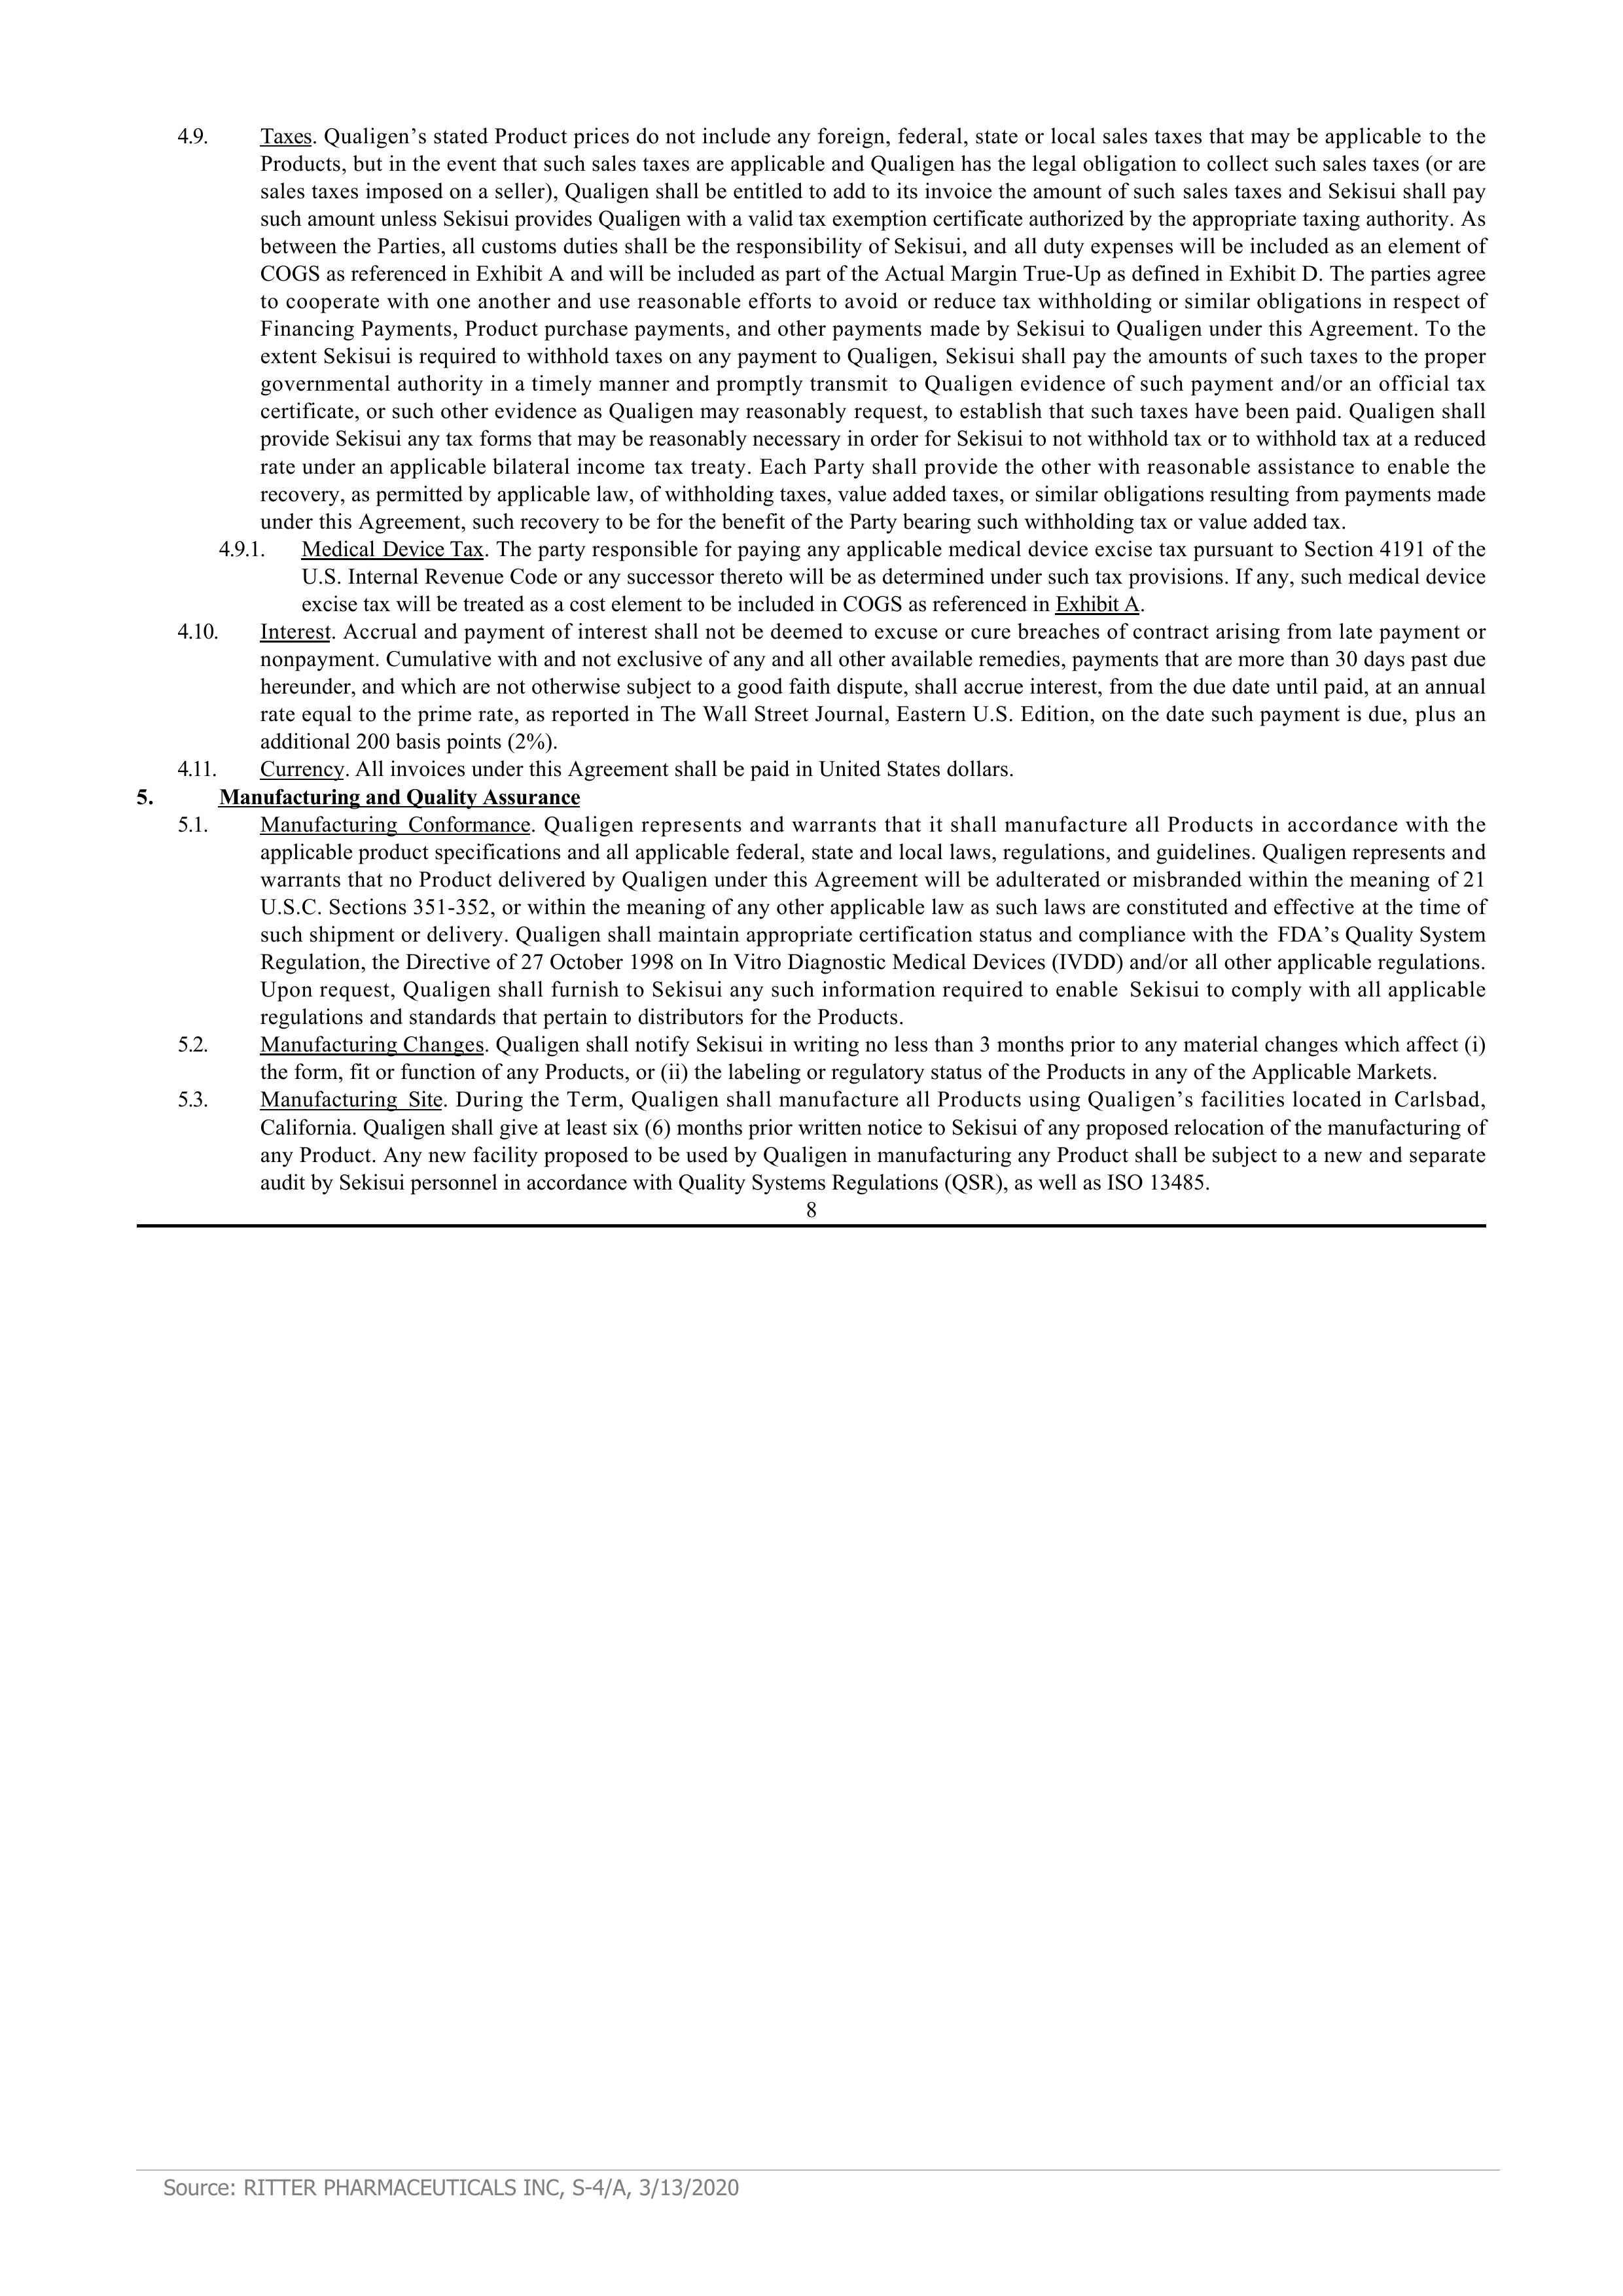 4.9. Taxes. Qualigen’s stated Product prices do not include any foreign, federal, state or local sales taxes that may be applicable to the
Products, but in the event that such sales taxes are applicable and Qualigen has the legal obligation to collect such sales taxes (or are
sales taxes imposed on a seller), Qualigen shall be entitled to add to its invoice the amount of such sales taxes and Sekisui shall pay
such amount unless Sekisui provides Qualigen with a valid tax exemption certificate authorized by the appropriate taxing authority. As
between the Parties, all customs duties shall be the responsibility of Sekisui, and all duty expenses will be included as an element of
COGS as referenced in Exhibit A and will be included as part of the Actual Margin True-Up as defined in Exhibit D. The parties agree
to cooperate with one another and use reasonable efforts to avoid or reduce tax withholding or similar obligations in respect of
Financing Payments, Product purchase payments, and other payments made by Sekisui to Qualigen under this Agreement. To the
extent Sekisui is required to withhold taxes on any payment to Qualigen, Sekisui shall pay the amounts of such taxes to the proper
governmental authority in a timely manner and promptly transmit to Qualigen evidence of such payment and/or an official tax
certificate, or such other evidence as Qualigen may reasonably request, to establish that such taxes have been paid. Qualigen shall
provide Sekisui any tax forms that may be reasonably necessary in order for Sekisui to not withhold tax or to withhold tax at a reduced
rate under an applicable bilateral income tax treaty. Each Party shall provide the other with reasonable assistance to enable the
recovery, as permitted by applicable law, of withholding taxes, value added taxes, or similar obligations resulting from payments made
under this Agreement, such recovery to be for the benefit of the Party bearing such withholding tax or value added tax.
4.9.1. Medical Device Tax. The party responsible for paying any applicable medical device excise tax pursuant to Section 4191 of the
U.S. Internal Revenue Code or any successor thereto will be as determined under such tax provisions. If any, such medical device
excise tax will be treated as a cost element to be included in COGS as referenced in Exhibit A.
4.10. Interest. Accrual and payment of interest shall not be deemed to excuse or cure breaches of contract arising from late payment or
nonpayment. Cumulative with and not exclusive of any and all other available remedies, payments that are more than 30 days past due
hereunder, and which are not otherwise subject to a good faith dispute, shall accrue interest, from the due date until paid, at an annual
rate equal to the prime rate, as reported in The Wall Street Journal, Eastern U.S. Edition, on the date such payment is due, plus an
additional 200 basis points (2%).
4.11. Currency. All invoices under this Agreement shall be paid in United States dollars.
5. Manufacturing and Quality Assurance
5.1. Manufacturing Conformance. Qualigen represents and warrants that it shall manufacture all Products in accordance with the
applicable product specifications and all applicable federal, state and local laws, regulations, and guidelines. Qualigen represents and
warrants that no Product delivered by Qualigen under this Agreement will be adulterated or misbranded within the meaning of 21
U.S.C. Sections 351-352, or within the meaning of any other applicable law as such laws are constituted and effective at the time of
such shipment or delivery. Qualigen shall maintain appropriate certification status and compliance with the FDA’s Quality System
Regulation, the Directive of 27 October 1998 on In Vitro Diagnostic Medical Devices (IVDD) and/or all other applicable regulations.
Upon request, Qualigen shall furnish to Sekisui any such information required to enable Sekisui to comply with all applicable
regulations and standards that pertain to distributors for the Products.
5.2. Manufacturing Changes. Qualigen shall notify Sekisui in writing no less than 3 months prior to any material changes which affect (i)
the form, fit or function of any Products, or (ii) the labeling or regulatory status of the Products in any of the Applicable Markets.
5.3. Manufacturing Site. During the Term, Qualigen shall manufacture all Products using Qualigen’s facilities located in Carlsbad,
California. Qualigen shall give at least six (6) months prior written notice to Sekisui of any proposed relocation of the manufacturing of
any Product. Any new facility proposed to be used by Qualigen in manufacturing any Product shall be subject to a new and separate
audit by Sekisui personnel in accordance with Quality Systems Regulations (QSR), as well as ISO 13485.
8
Source: RITTER PHARMACEUTICALS INC, S-4/A, 3/13/2020